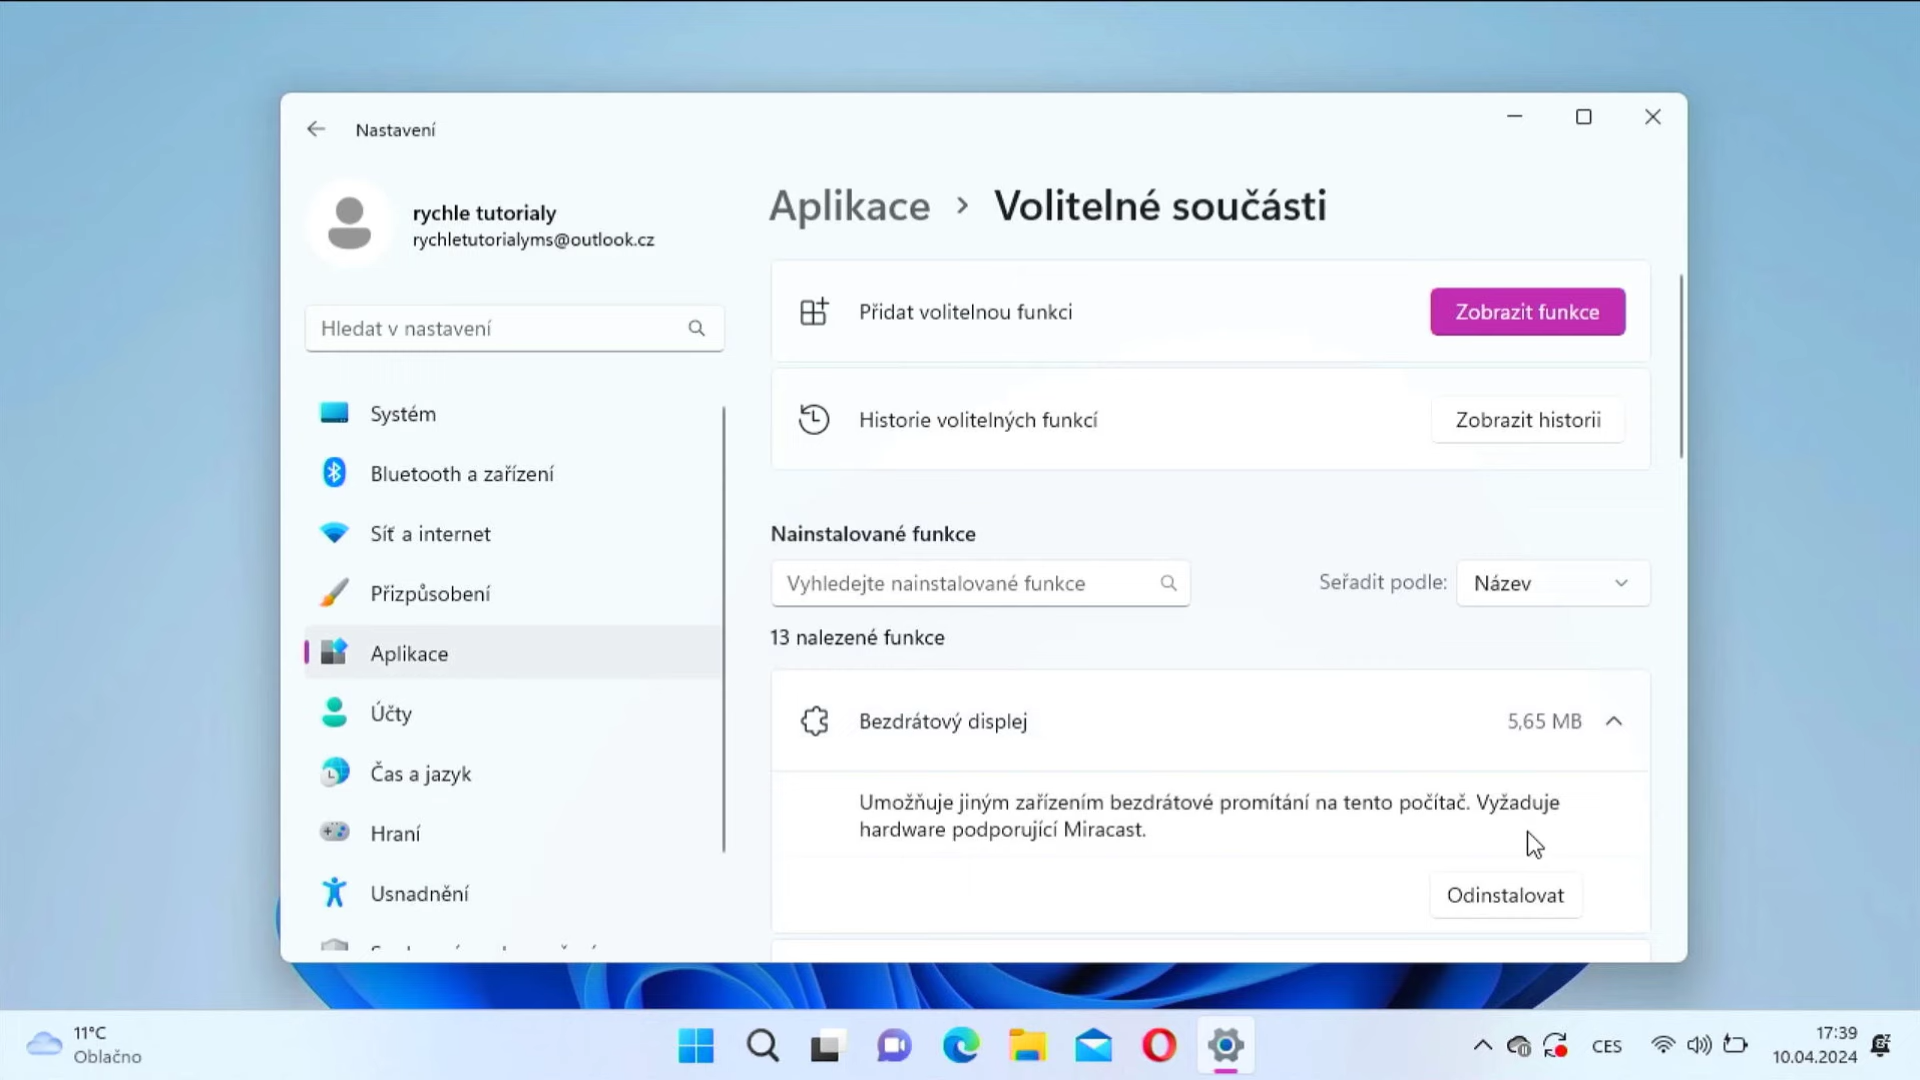 Nastavení
rychle tutorialy
rychletutorialyms@outlook.cz
Hledat v nastavení
Systém
Bluetooth a zařízení
Síť a internet
Přizpůsobení
Aplikace
Účty
Čas a jazyk
Hraní
Usnadnění
Aplikace › Volitelné součásti
Přidat volitelnou funkci
Zobrazit funkce
Historie volitelných funkcí
Zobrazit historii
Nainstalované funkce
Vyhledejte nainstalované funkce
Seřadit podle: Název
13 nalezené funkce
Bezdrátový displej 5,65 MB
Umožňuje jiným zařízením bezdrátové promítání na tento počítač. Vyžaduje
hardware podporující Miracast.
Odinstalovat
11°C
Oblačno
CES
17:39
10.04.2024